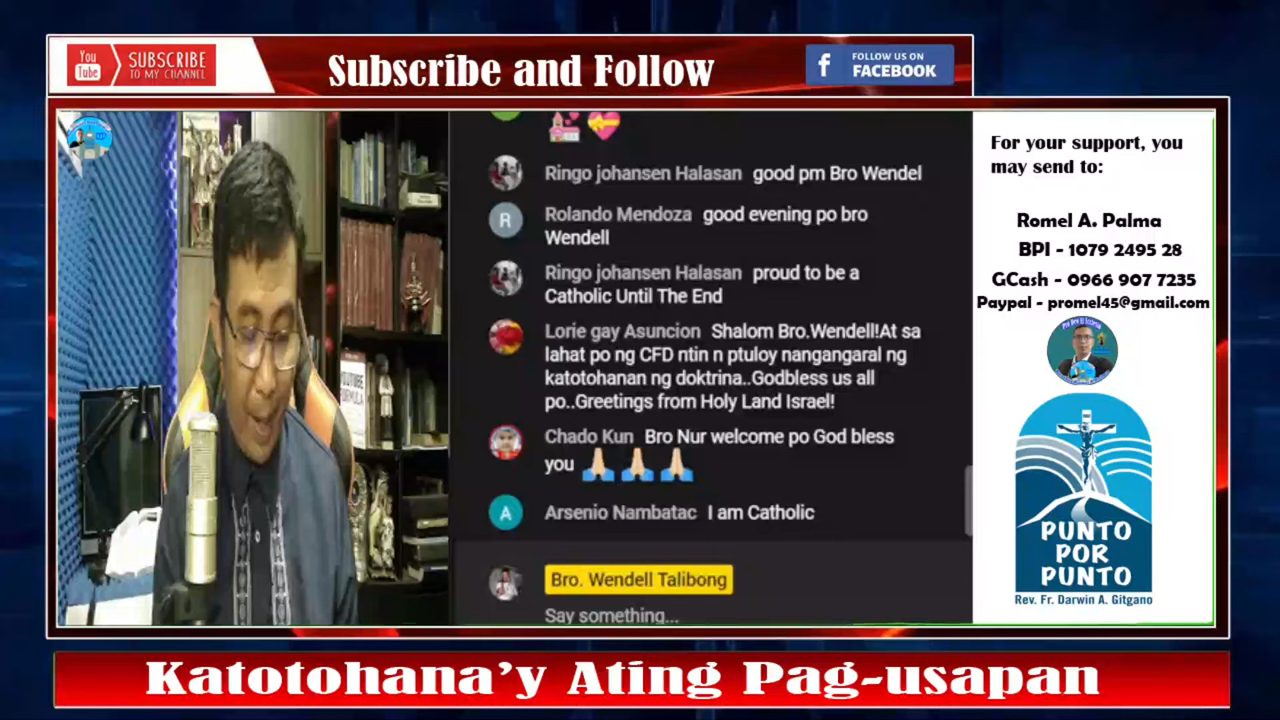 You
Tube
SUBSCRIBE
TO MY CHANNEL
Subscribe and Follow
f
FOLLOW US ON
FACEBOOK
Ringo johansen Halasan good pm Bro Wendel
R
Rolando Mendoza good evening po bro
Wendell
Ringo johansen Halasan proud to be a
Catholic Until The End
Lorie gay Asuncion Shalom Bro.Wendell!At sa
lahat po ng CFD ntin n ptuloy nangangaral ng
katotohanan ng doktrina..Godbless us all
po..Greetings from Holy Land Israel!
Chado Kun Bro Nur welcome po God bless
you 🙏🙏🙏
A
Arsenio Nambatac I am Catholic
Bro. Wendell Talibong
Say something...
For your support, you
may send to:
Romel A. Palma
BPI - 1079 2495 28
GCash - 0966 907 7235
Paypal - promel45@gmail.com
PUNTO
POR
PUNTO
Rev. Fr. Darwin A. Gitgano
YOUTUBE
FORMULA
Katotohana'y Ating Pag-usapan